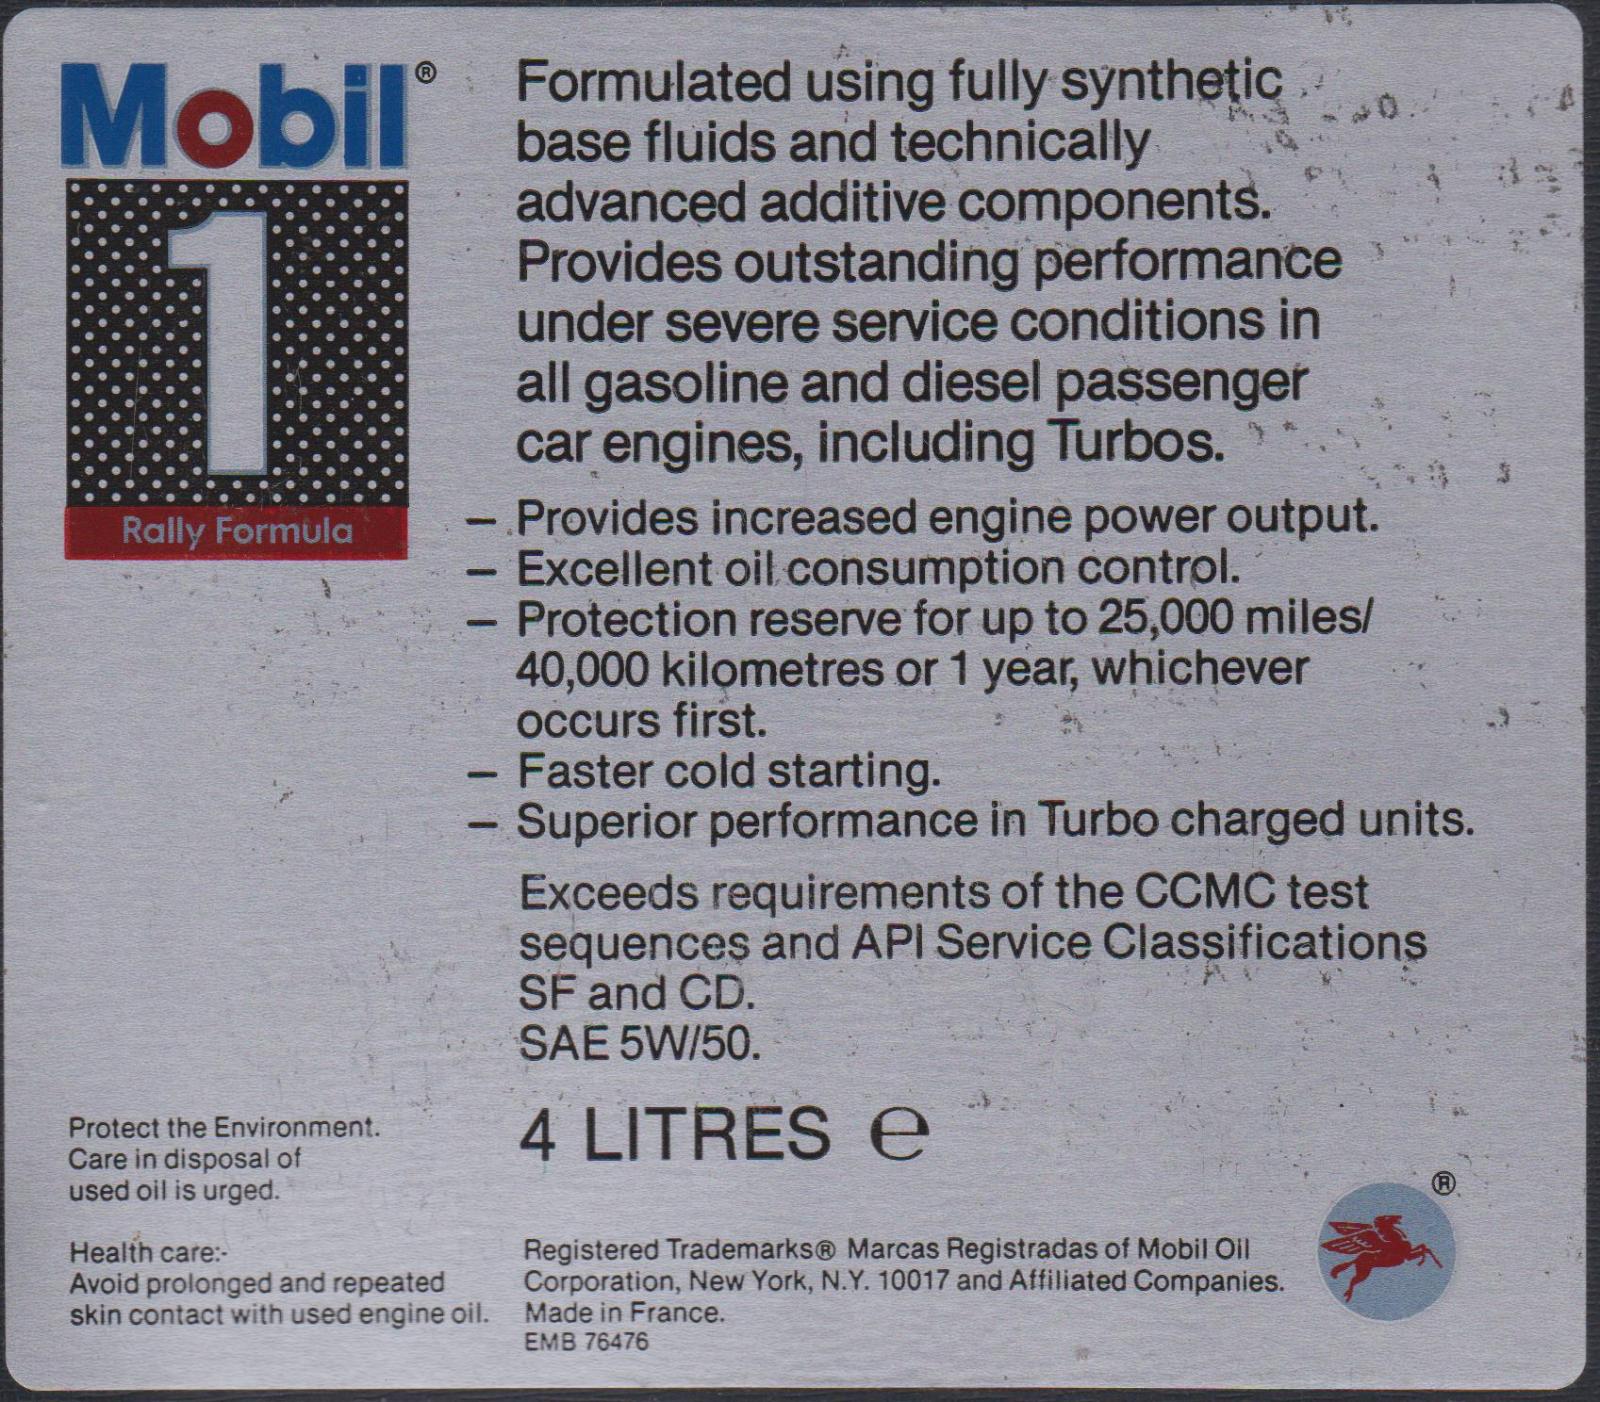 Mobil®
1
Rally Formula
Formulated using fully synthetic
base fluids and technically
advanced additive components.
Provides outstanding performance
under severe service conditions in
all gasoline and diesel passenger
car engines, including Turbos.
– Provides increased engine power output.
– Excellent oil consumption control.
– Protection reserve for up to 25,000 miles/
40,000 kilometres or 1 year, whichever
occurs first.
– Faster cold starting.
– Superior performance in Turbo charged units.
Exceeds requirements of the CCMC test
sequences and API Service Classifications
SF and CD.
SAE 5W/50.
4 LITRES ℮
Protect the Environment.
Care in disposal of
used oil is urged.
Health care:-
Avoid prolonged and repeated
skin contact with used engine oil.
Registered Trademarks® Marcas Registradas of Mobil Oil
Corporation, New York, N.Y. 10017 and Affiliated Companies.
Made in France.
EMB 76476
®